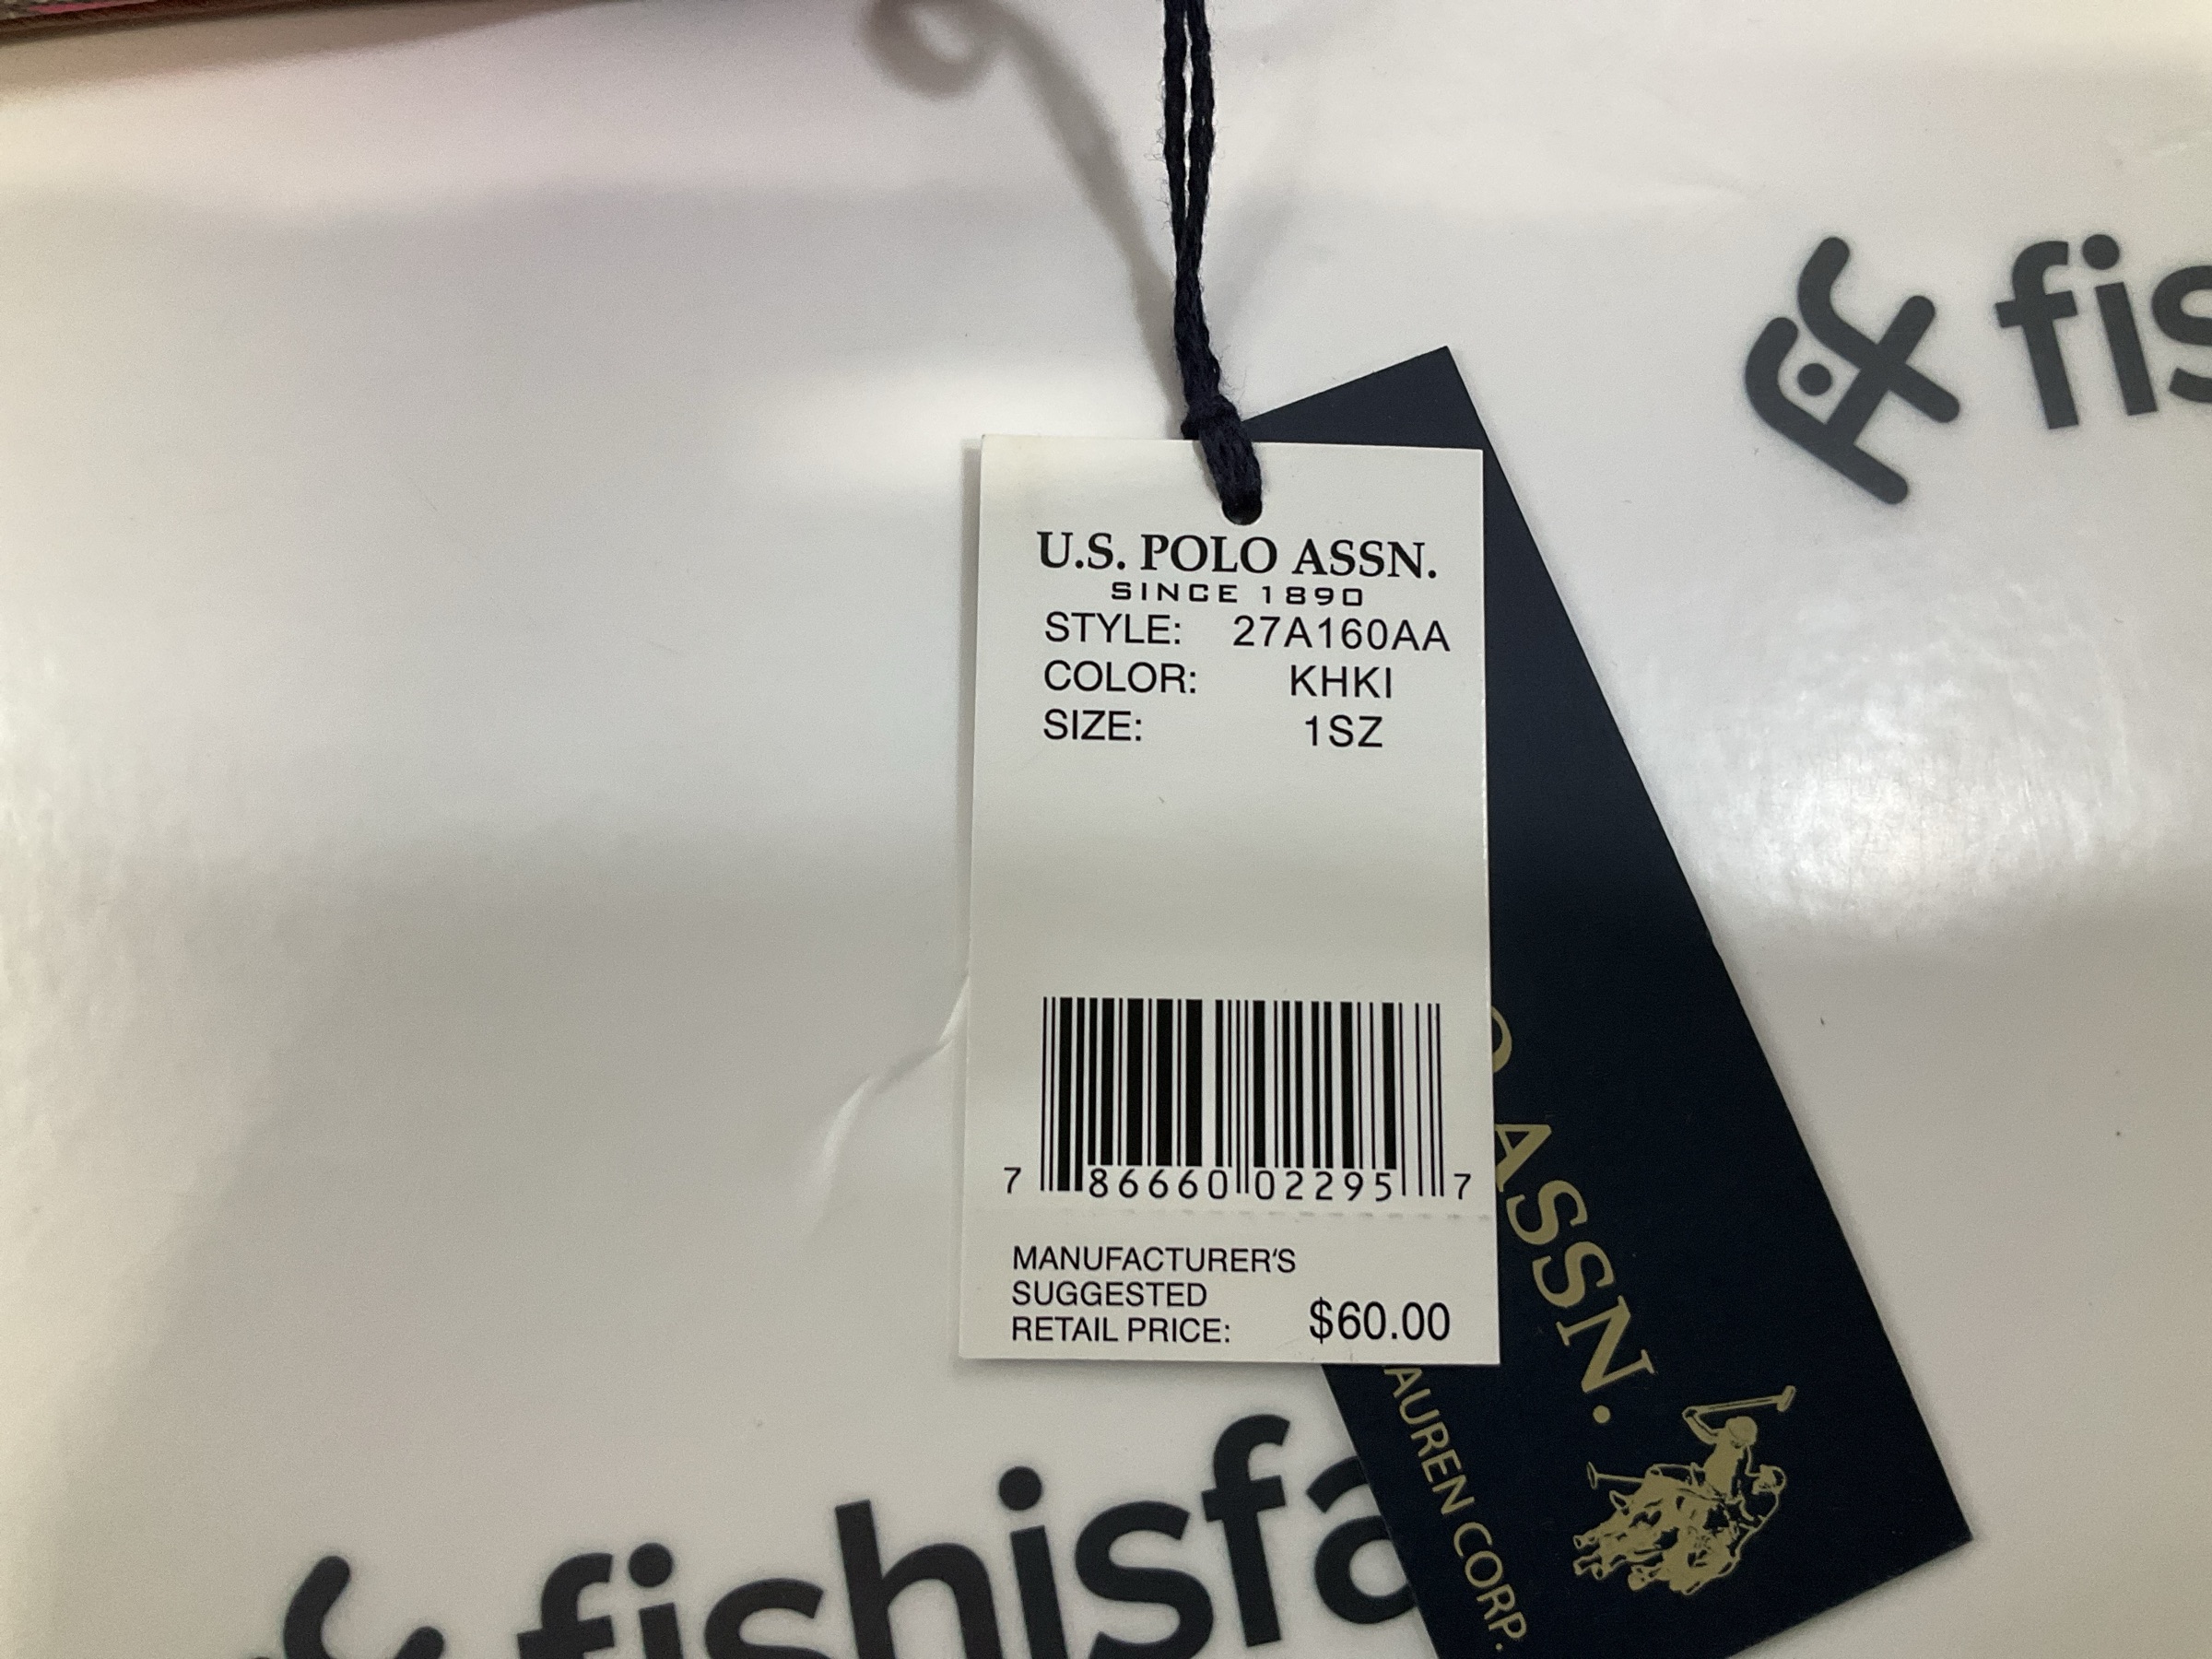 fis
U.S. POLO ASSN.
SINCE 1890
STYLE: 27A160AA
COLOR: KHKI
SIZE: 1SZ
7 86660 02295 7
MANUFACTURER'S
SUGGESTED
RETAIL PRICE: $60.00
O ASSN.
AUREN CORP.
fishisfa